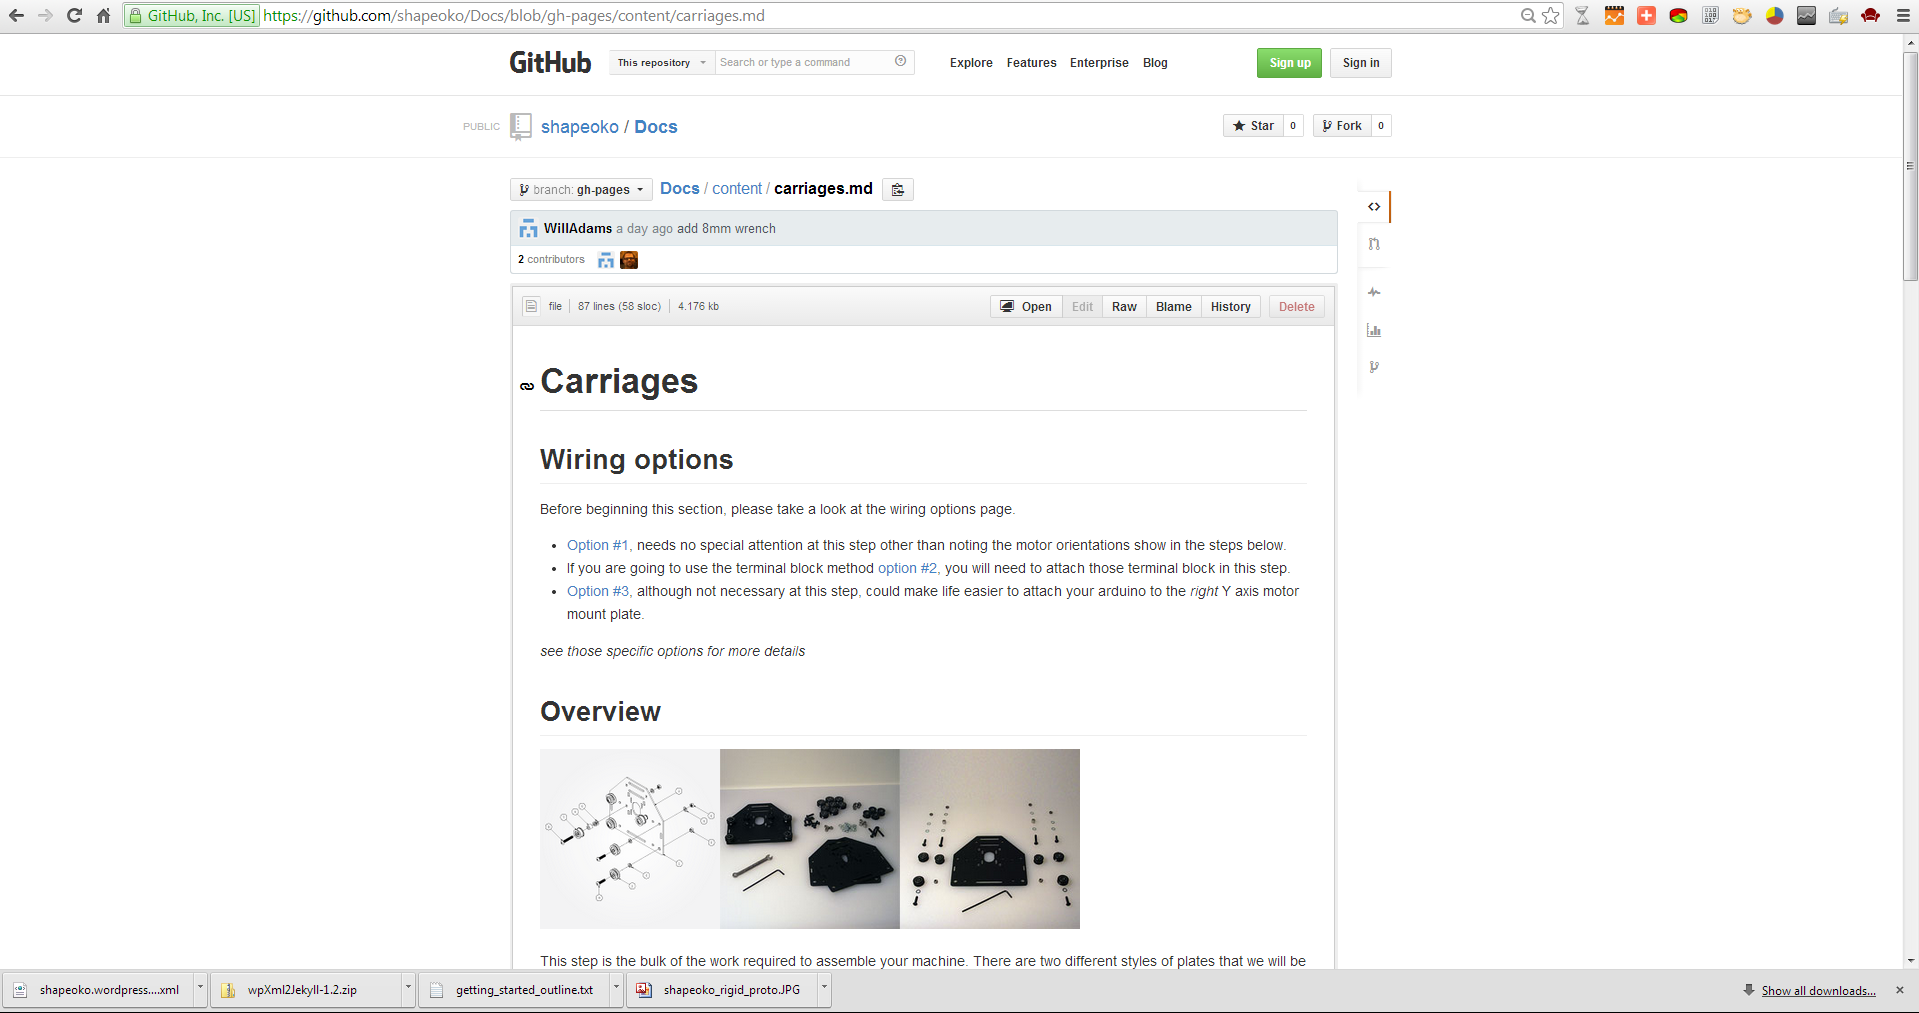 GitHub, Inc. [US] https://github.com/shapeoko/Docs/blob/gh-pages/content/carriages.md
GitHub This repository Search or type a command Explore Features Enterprise Blog Sign up Sign in
PUBLIC shapeoko / Docs Star 0 Fork 0
branch: gh-pages Docs / content / carriages.md
WillAdams a day ago add 8mm wrench
2 contributors
file 87 lines (58 sloc) 4.176 kb Open Edit Raw Blame History Delete
Carriages
Wiring options
Before beginning this section, please take a look at the wiring options page.
• Option #1, needs no special attention at this step other than noting the motor orientations show in the steps below.
• If you are going to use the terminal block method option #2, you will need to attach those terminal block in this step.
• Option #3, although not necessary at this step, could make life easier to attach your arduino to the right Y axis motor
mount plate.
see those specific options for more details
Overview
This step is the bulk of the work required to assemble your machine. There are two different styles of plates that we will be
shapeoko.wordpress....xml wpXml2Jekyll-1.2.zip getting_started_outline.txt shapeoko_rigid_proto.JPG Show all downloads...